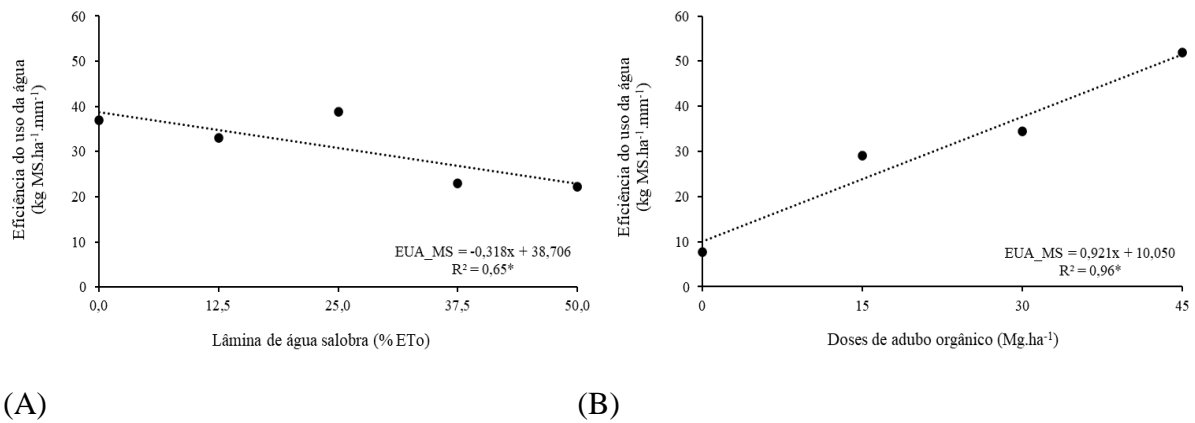 Eficiência do uso da água
(kg MS.ha⁻¹.mm⁻¹)
60
50
40
30
20
10
0
0,0 12,5 25,0 37,5 50,0
EUA_MS = -0,318x + 38,706
R² = 0,65*
Lâmina de água salobra (% ETo)
(A)
Eficiência do uso da água
(kg MS.ha⁻¹.mm⁻¹)
60
50
40
30
20
10
0
0 15 30 45
EUA_MS = 0,921x + 10,050
R² = 0,96*
Doses de adubo orgânico (Mg.ha⁻¹)
(B)